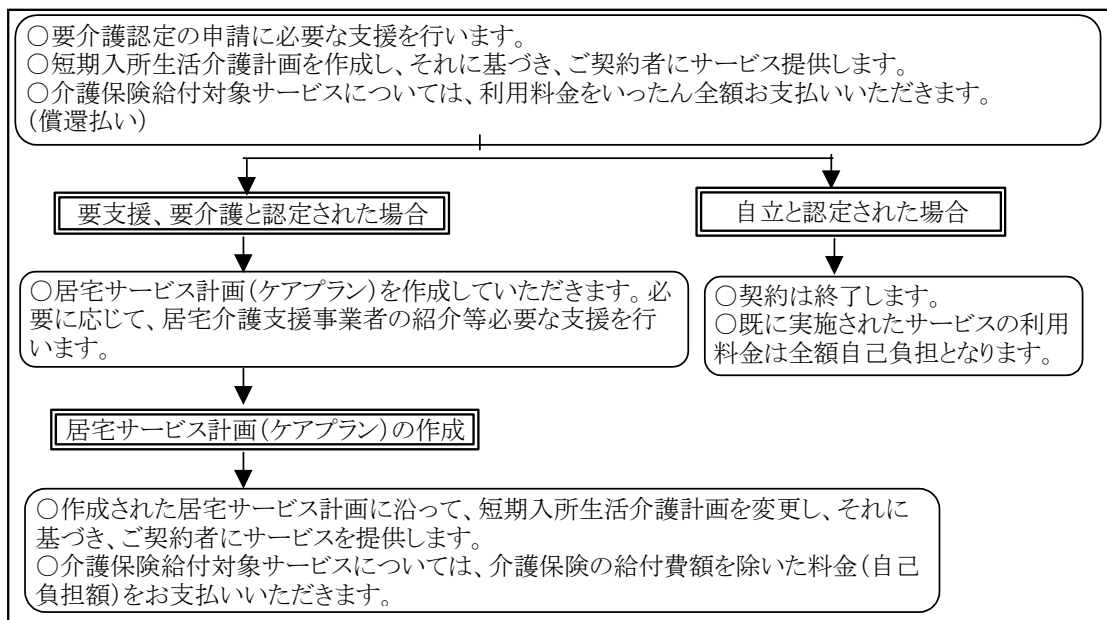 ○要介護認定の申請に必要な支援を行います。
○短期入所生活介護計画を作成し、それに基づき、ご契約者にサービス提供します。
○介護保険給付対象サービスについては、利用料金をいったん全額お支払いいただきます。
(償還払い)
要支援、要介護と認定された場合
自立と認定された場合
○居宅サービス計画(ケアプラン)を作成していただきます。必
要に応じて、居宅介護支援事業者の紹介等必要な支援を行
います。
○契約は終了します。
○既に実施されたサービスの利用
料金は全額自己負担となります。
居宅サービス計画(ケアプラン)の作成
○作成された居宅サービス計画に沿って、短期入所生活介護計画を変更し、それに
基づき、ご契約者にサービスを提供します。
○介護保険給付対象サービスについては、介護保険の給付費額を除いた料金(自己
負担額)をお支払いいただきます。